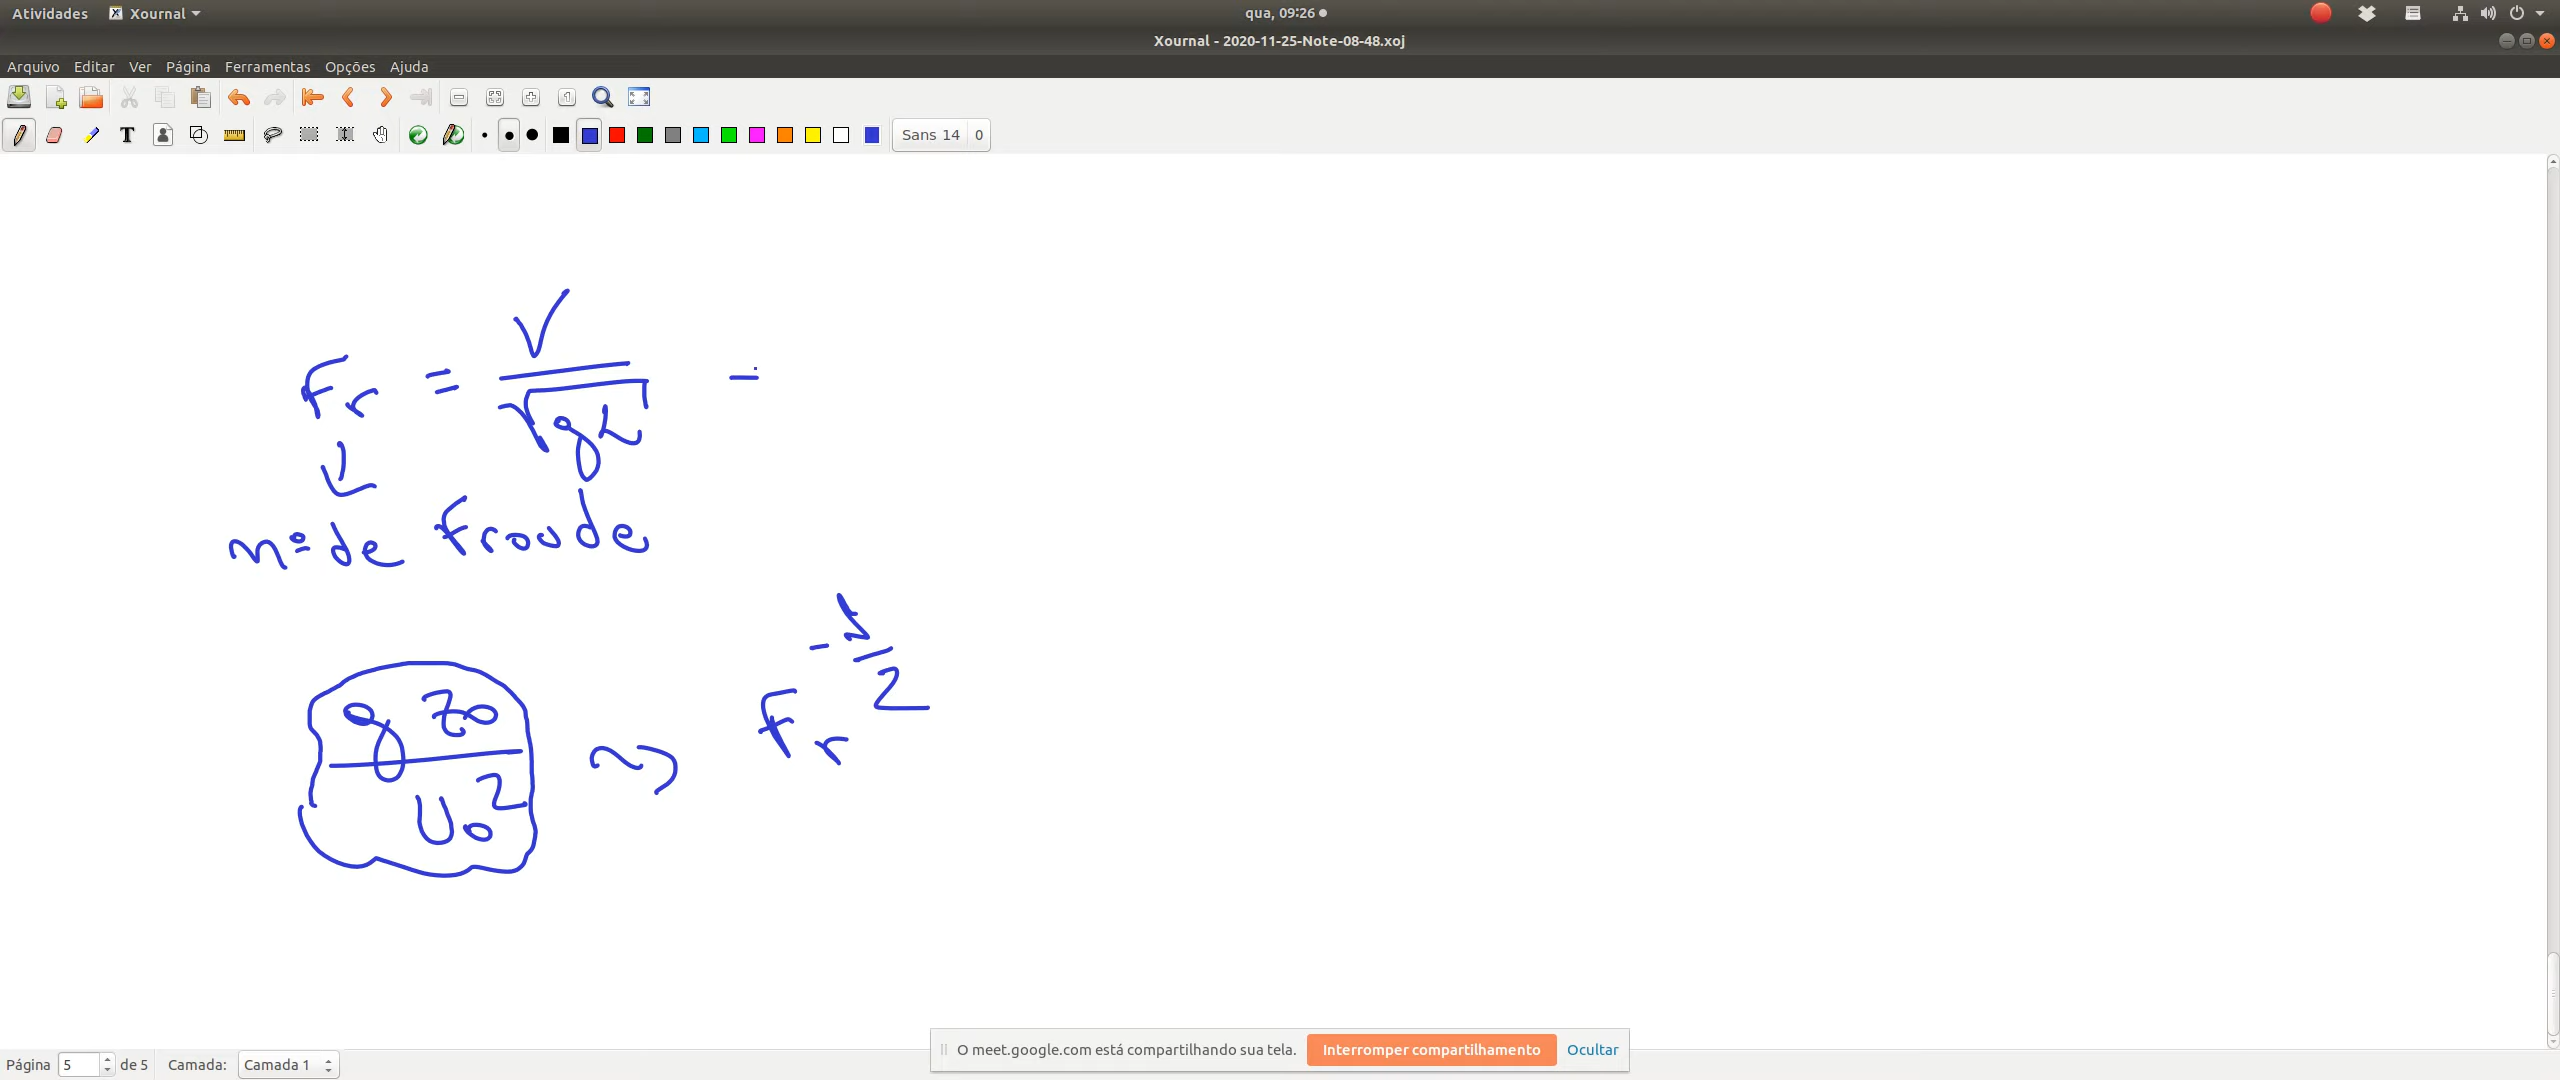 Atividades Xournal qua, 09:26
Xournal - 2020-11-25-Note-08-48.xoj
Arquivo Editar Ver Página Ferramentas Opções Ajuda
T Sans 14 0
Fr = V / √gL -
nº de Froude
g z0 / U0² ~> Fr^-1/2
O meet.google.com está compartilhando sua tela. Interromper compartilhamento Ocultar
Página 5 de 5 Camada: Camada 1